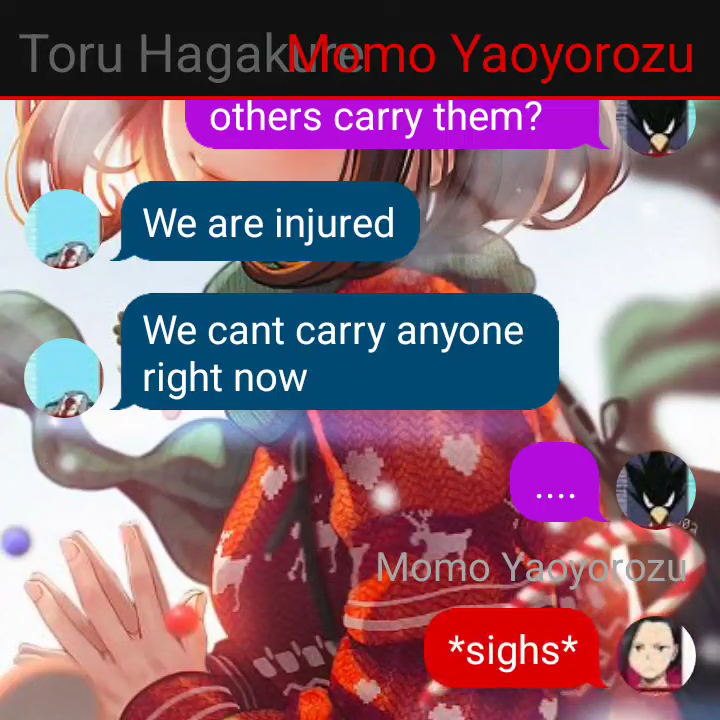 Toru Hagakure
Momo Yaoyorozu
others carry them?
We are injured
We cant carry anyone
right now
....
Momo Yaoyorozu
*sighs*